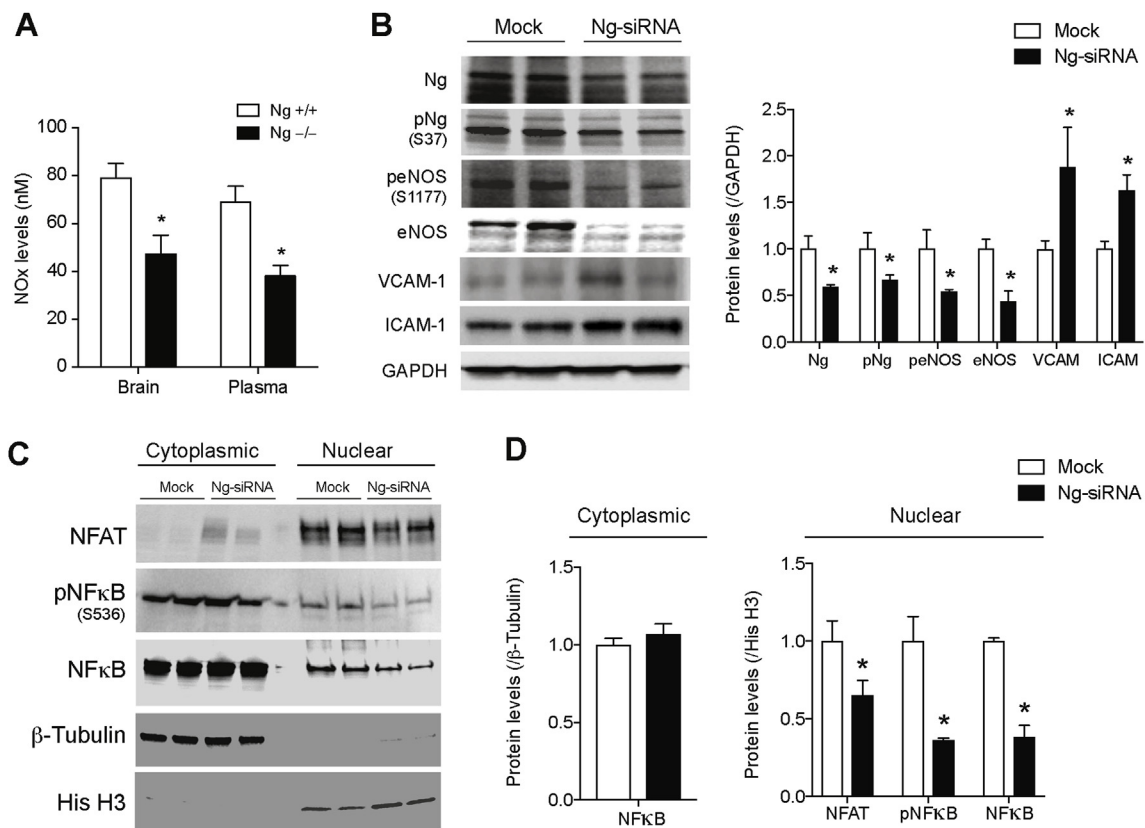 A
Ng +/+
Ng −/−
NOx levels (nM)
100
80
60
40
20
0
Brain
Plasma
B
Mock
Ng-siRNA
Ng
pNg
(S37)
peNOS
(S1177)
eNOS
VCAM-1
ICAM-1
GAPDH
Mock
Ng-siRNA
Protein levels (/GAPDH)
2.5
2.0
1.5
1.0
0.5
0.0
*
*
*
*
*
*
*
*
Ng
pNg
peNOS
eNOS
VCAM
ICAM
C
Cytoplasmic
Nuclear
Mock
Ng-siRNA
Mock
Ng-siRNA
NFAT
pNFκB
(S536)
NFκB
β-Tubulin
His H3
D
Mock
Ng-siRNA
Cytoplasmic
Nuclear
Protein levels (/β-Tubulin)
1.5
1.0
0.5
0.0
NFκB
Protein levels (/His H3)
1.5
1.0
0.5
0.0
*
*
*
NFAT
pNFκB
NFκB